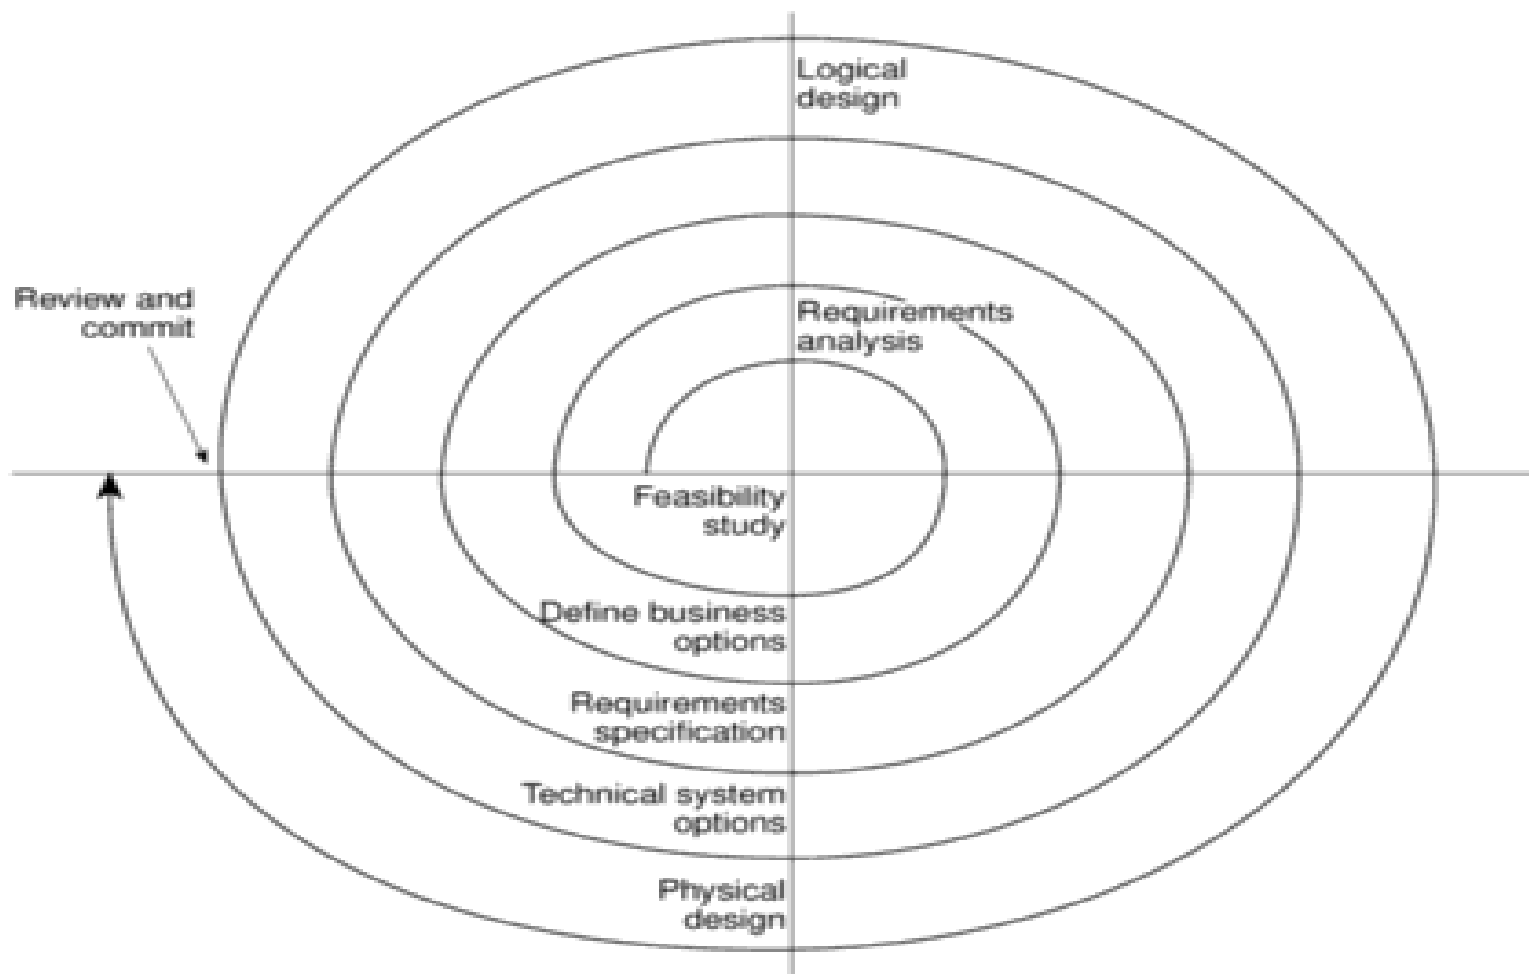 Logical
design
Review and
commit
Requirements
analysis
Feasibility
study
Define business
options
Requirements
specification
Technical system
options
Physical
design